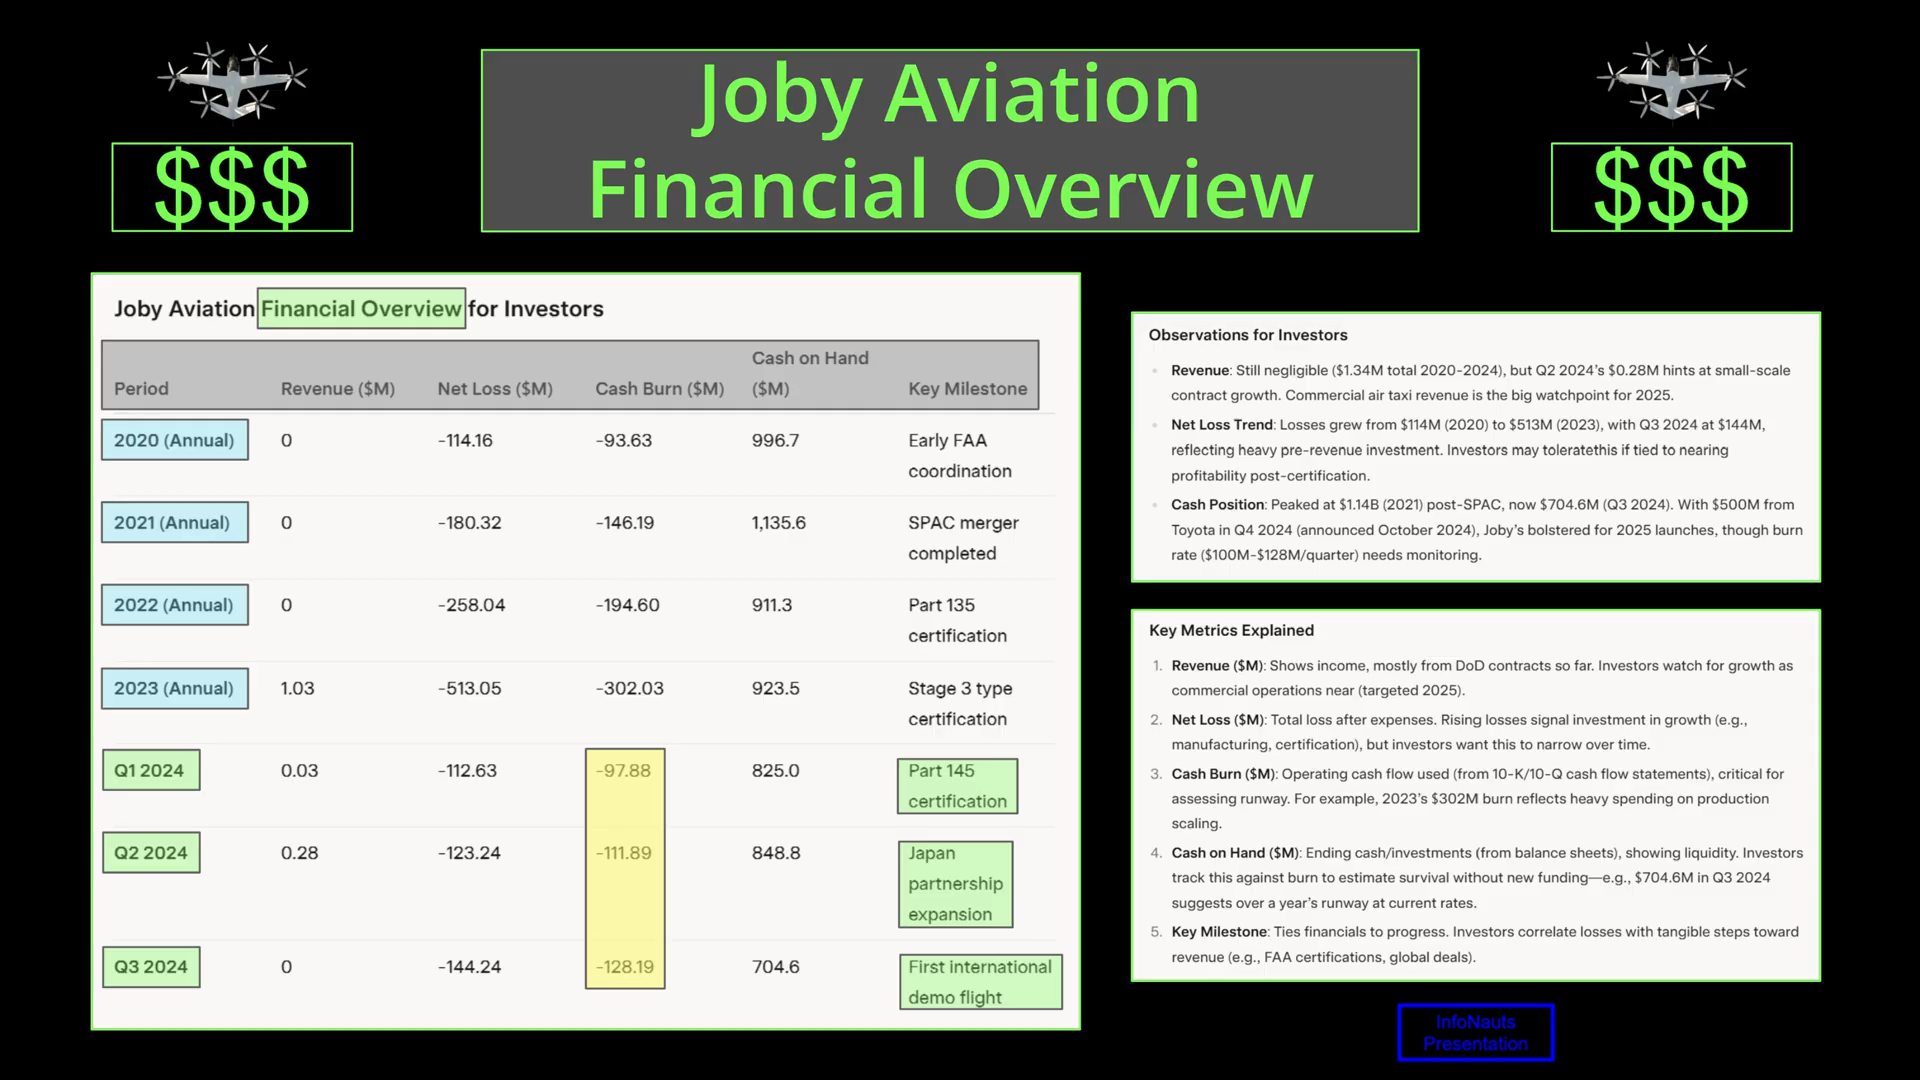 Joby Aviation
Financial Overview
$$$
$$$
Joby Aviation Financial Overview for Investors
Period Revenue ($M) Net Loss ($M) Cash Burn ($M) Cash on Hand ($M) Key Milestone
2020 (Annual) 0 -114.16 -93.63 996.7 Early FAA
coordination
2021 (Annual) 0 -180.32 -146.19 1,135.6 SPAC merger
completed
2022 (Annual) 0 -258.04 -194.60 911.3 Part 135
certification
2023 (Annual) 1.03 -513.05 -302.03 923.5 Stage 3 type
certification
Q1 2024 0.03 -112.63 -97.88 825.0 Part 145
certification
Q2 2024 0.28 -123.24 -111.89 848.8 Japan
partnership
expansion
Q3 2024 0 -144.24 -128.19 704.6 First international
demo flight
Observations for Investors
• Revenue: Still negligible ($1.34M total 2020-2024), but Q2 2024's $0.28M hints at small-scale
contract growth. Commercial air taxi revenue is the big watchpoint for 2025.
• Net Loss Trend: Losses grew from $114M (2020) to $513M (2023), with Q3 2024 at $144M,
reflecting heavy pre-revenue investment. Investors may toleratethis if tied to nearing
profitability post-certification.
• Cash Position: Peaked at $1.14B (2021) post-SPAC, now $704.6M (Q3 2024). With $500M from
Toyota in Q4 2024 (announced October 2024), Joby's bolstered for 2025 launches, though burn
rate ($100M-$128M/quarter) needs monitoring.
Key Metrics Explained
1. Revenue ($M): Shows income, mostly from DoD contracts so far. Investors watch for growth as
commercial operations near (targeted 2025).
2. Net Loss ($M): Total loss after expenses. Rising losses signal investment in growth (e.g.,
manufacturing, certification), but investors want this to narrow over time.
3. Cash Burn ($M): Operating cash flow used (from 10-K/10-Q cash flow statements), critical for
assessing runway. For example, 2023's $302M burn reflects heavy spending on production
scaling.
4. Cash on Hand ($M): Ending cash/investments (from balance sheets), showing liquidity. Investors
track this against burn to estimate survival without new funding—e.g., $704.6M in Q3 2024
suggests over a year's runway at current rates.
5. Key Milestone: Ties financials to progress. Investors correlate losses with tangible steps toward
revenue (e.g., FAA certifications, global deals).
InfoNauts
Presentation